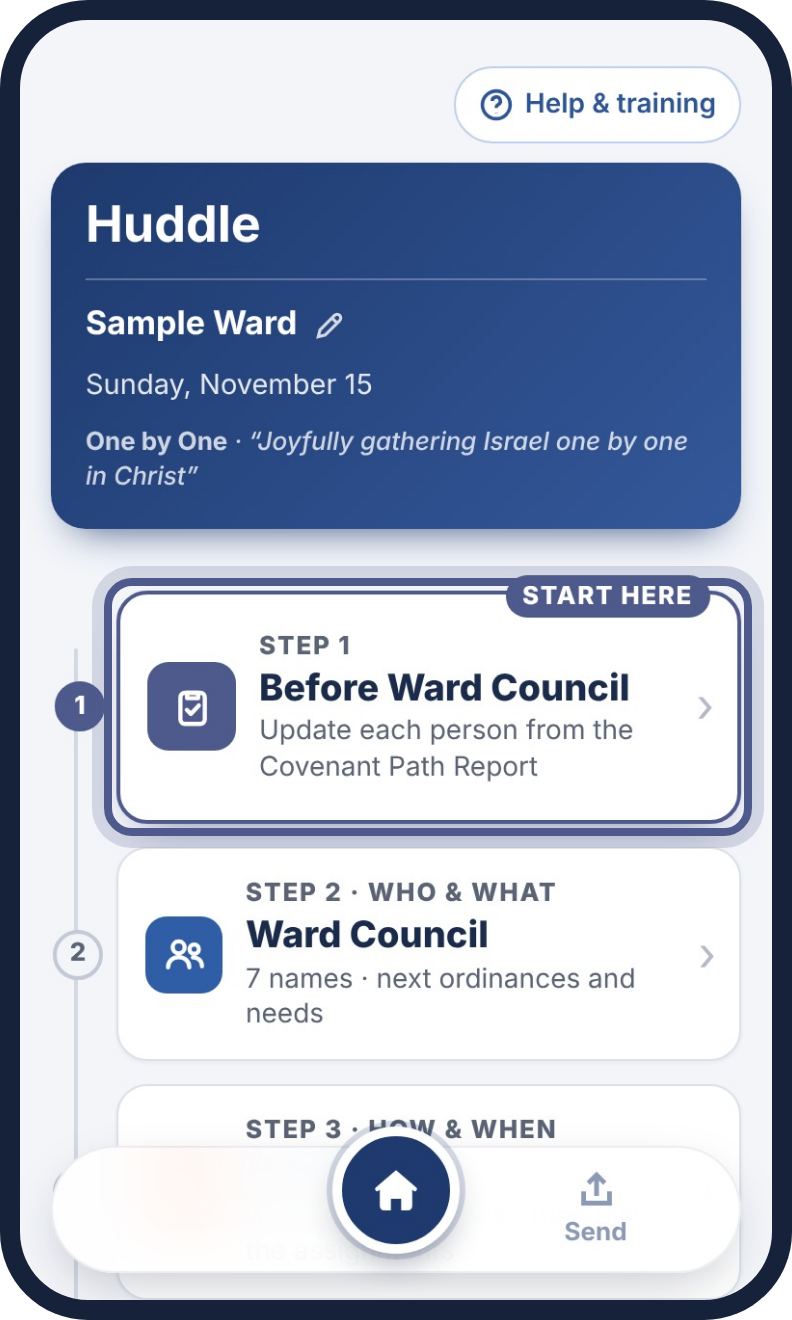 Help & training
Huddle
Sample Ward
Sunday, November 15
One by One · “Joyfully gathering Israel one by one
in Christ”
START HERE
STEP 1
1
Before Ward Council
Update each person from the
Covenant Path Report
STEP 2 · WHO & WHAT
2
Ward Council
7 names · next ordinances and
needs
STEP 3 · HOW & WHEN
Send